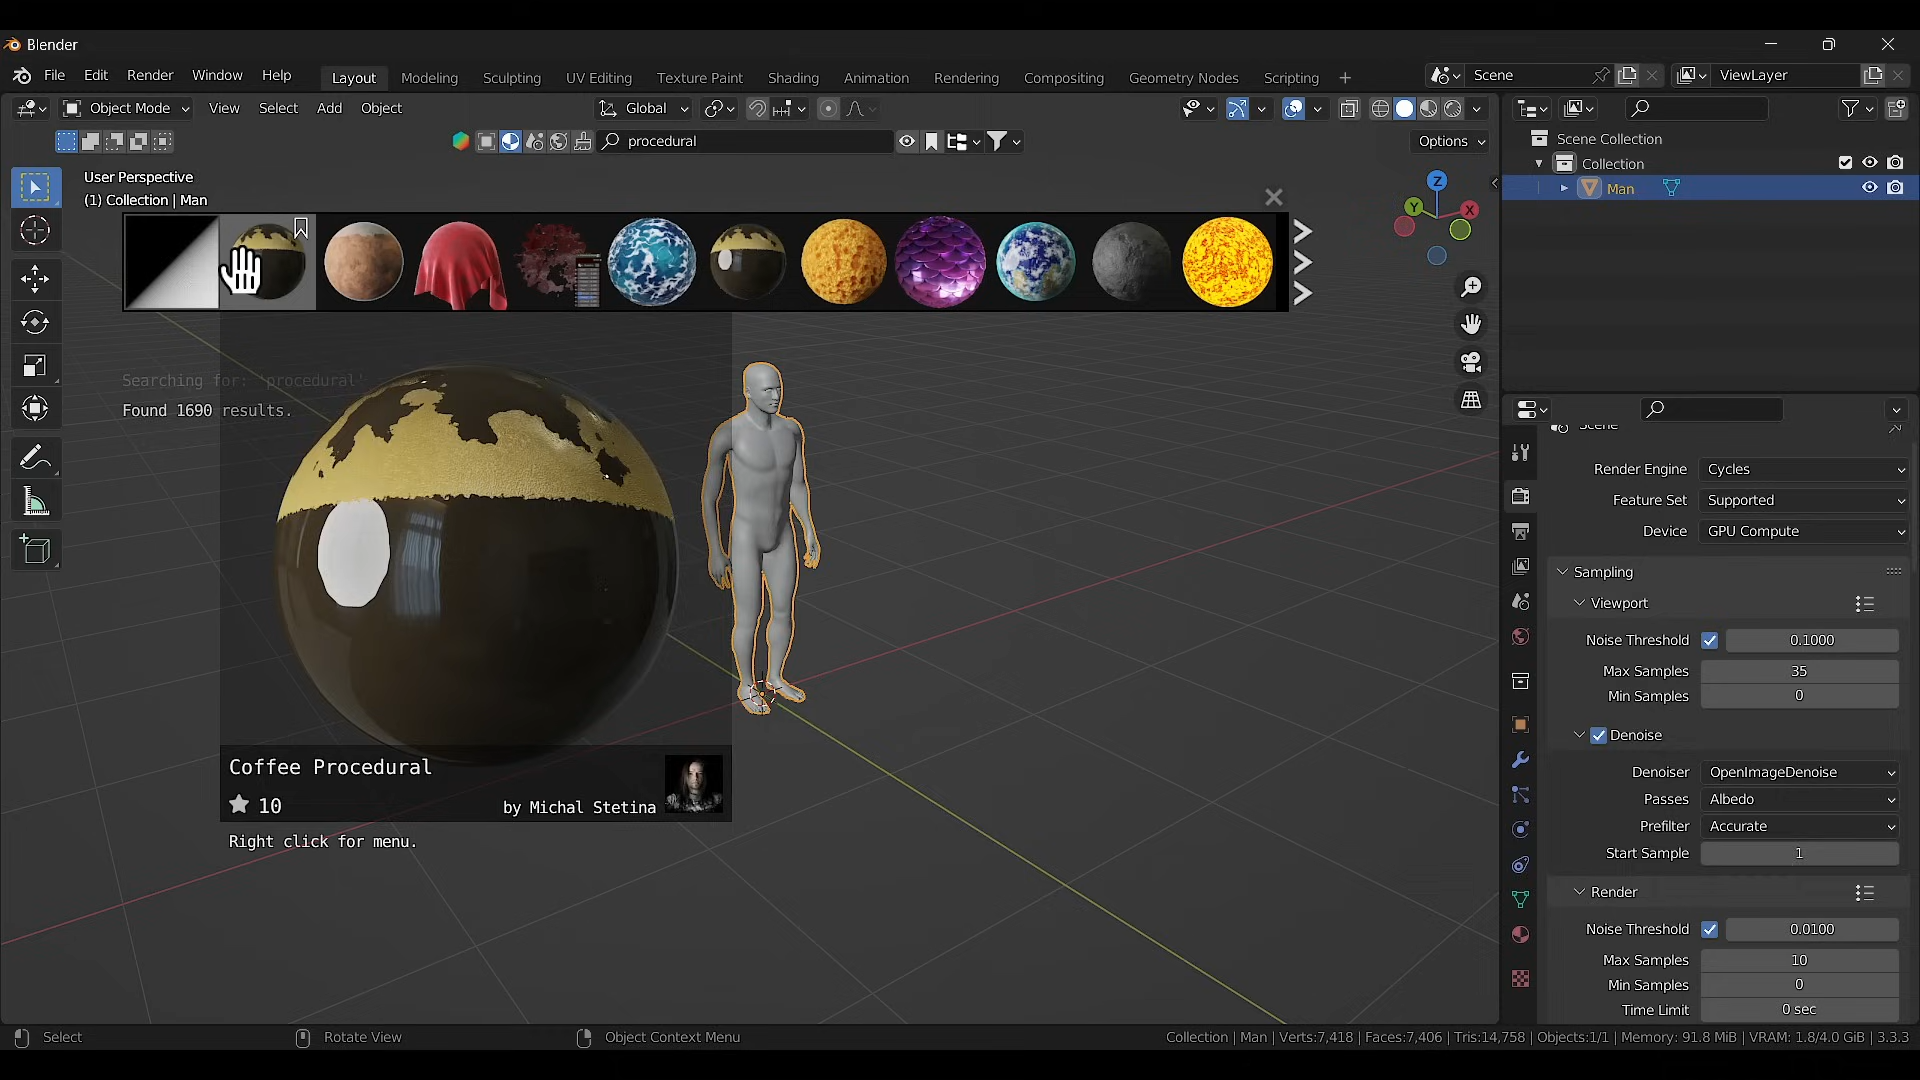 Blender
File Edit Render Window Help Layout Modeling Sculpting UV Editing Texture Paint Shading Animation Rendering Compositing Geometry Nodes Scripting + Scene ViewLayer
Object Mode View Select Add Object Global
procedural Options
User Perspective
(1) Collection | Man
Z
Y
X
Searching for: 'procedural'
Found 1690 results.
Coffee Procedural
10 by Michal Stetina
Right click for menu.
Scene Collection
Collection
Man
Scene
Render Engine Cycles
Feature Set Supported
Device GPU Compute
Sampling
Viewport
Noise Threshold 0.1000
Max Samples 35
Min Samples 0
Denoise
Denoiser OpenImageDenoise
Passes Albedo
Prefilter Accurate
Start Sample 1
Render
Noise Threshold 0.0100
Max Samples 10
Min Samples 0
Time Limit 0 sec
Select Rotate View Object Context Menu Collection | Man | Verts:7,418 | Faces:7,406 | Tris:14,758 | Objects:1/1 | Memory: 91.8 MiB | VRAM: 1.8/4.0 GiB | 3.3.3